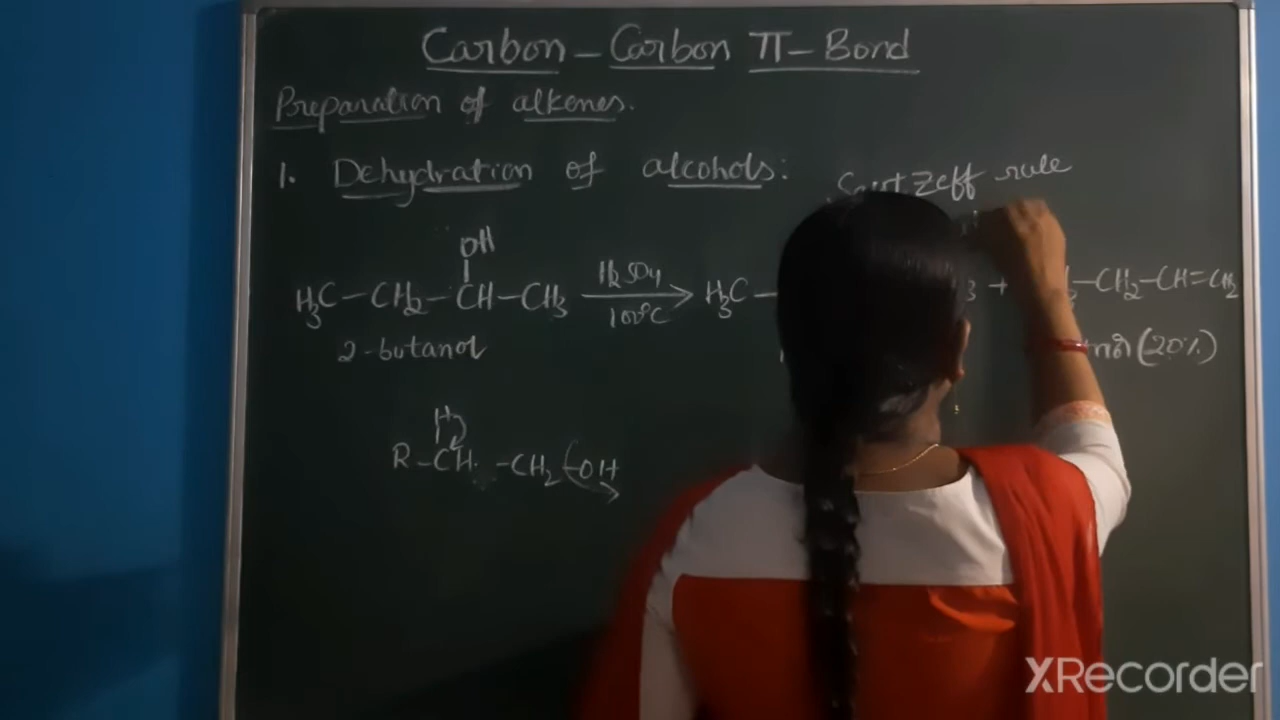 Carbon - Carbon π - Bond
Preparation of alkenes.
1. Dehydration of alcohols:
Zeff rule
OH
H₃C - CH₂ - CH - CH₃ H₂SO₄ 100°C H₃C - 3 + -CH₂-CH=CH₂
2-butanol (20%)
H
R - CH - CH₂ - OH
XRecorder